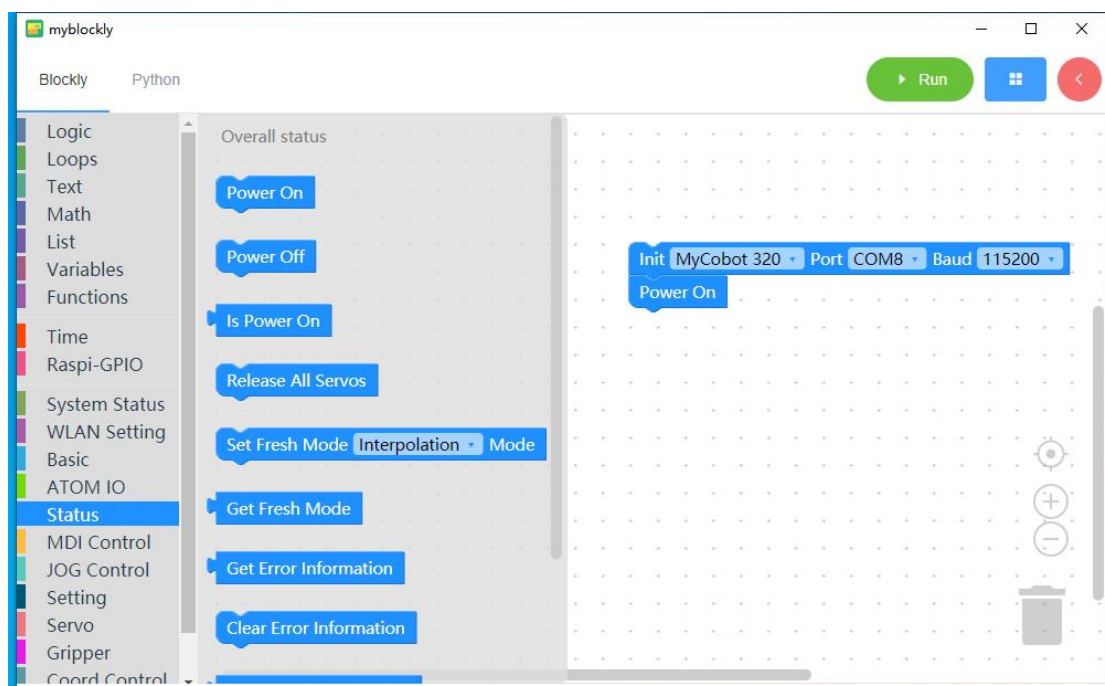 myblockly
Blockly Python
Run
Logic
Loops
Text
Math
List
Variables
Functions
Time
Raspi-GPIO
System Status
WLAN Setting
Basic
ATOM IO
Status
MDI Control
JOG Control
Setting
Servo
Gripper
Coord Control
Overall status
Power On
Power Off
Is Power On
Release All Servos
Set Fresh Mode Interpolation Mode
Get Fresh Mode
Get Error Information
Clear Error Information
Init MyCobot 320 Port COM8 Baud 115200
Power On